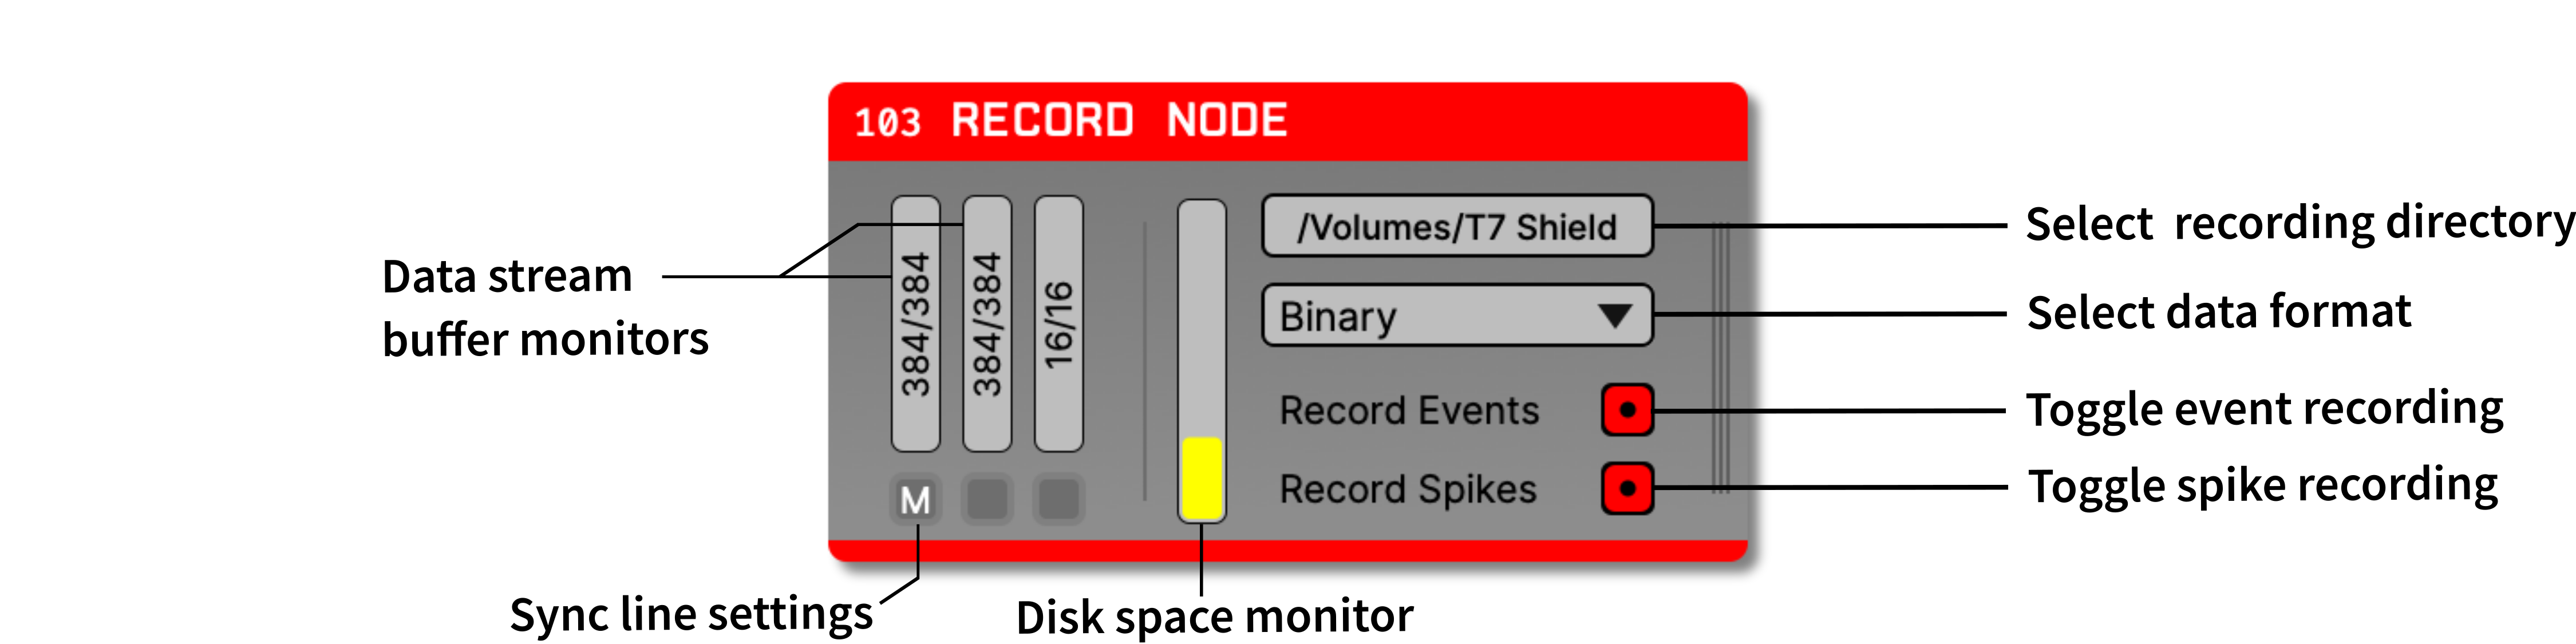 103 RECORD NODE
Data stream
buffer monitors
384/384
384/384
16/16
M
/Volumes/T7 Shield
Binary
Record Events
Record Spikes
Select recording directory
Select data format
Toggle event recording
Toggle spike recording
Sync line settings
Disk space monitor